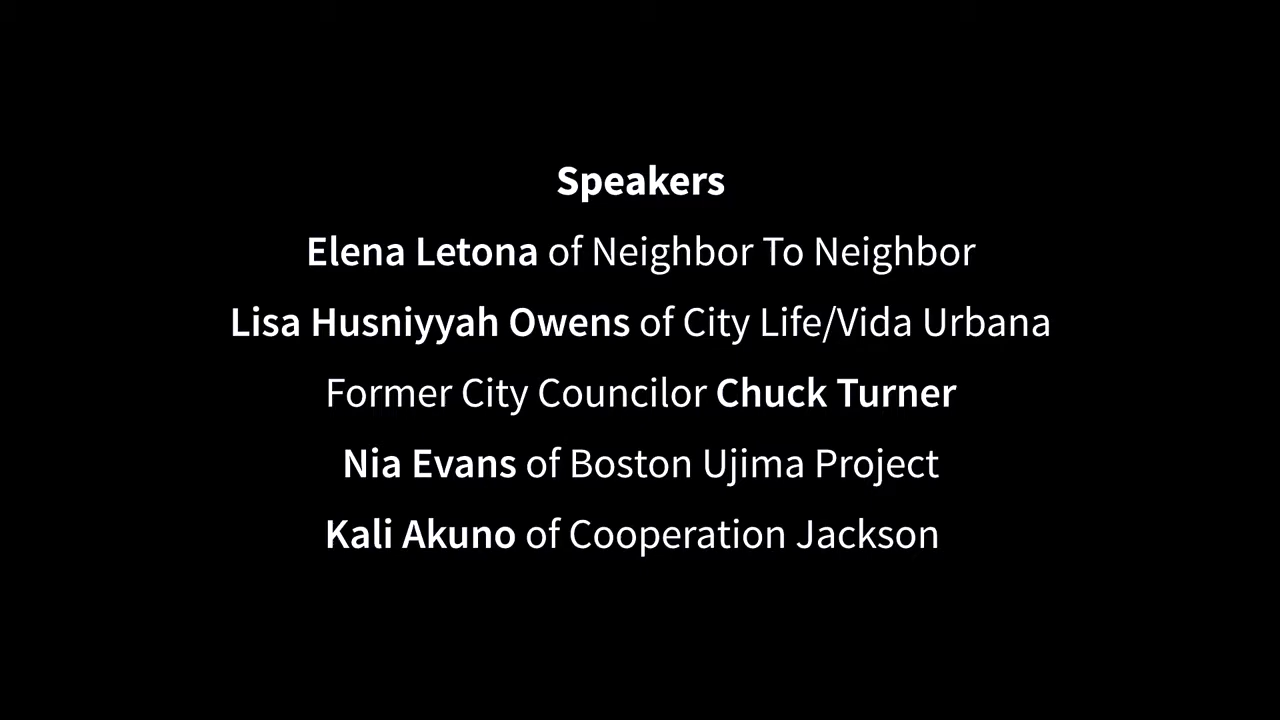 Speakers
Elena Letona of Neighbor To Neighbor
Lisa Husniyyah Owens of City Life/Vida Urbana
Former City Councilor Chuck Turner
Nia Evans of Boston Ujima Project
Kali Akuno of Cooperation Jackson